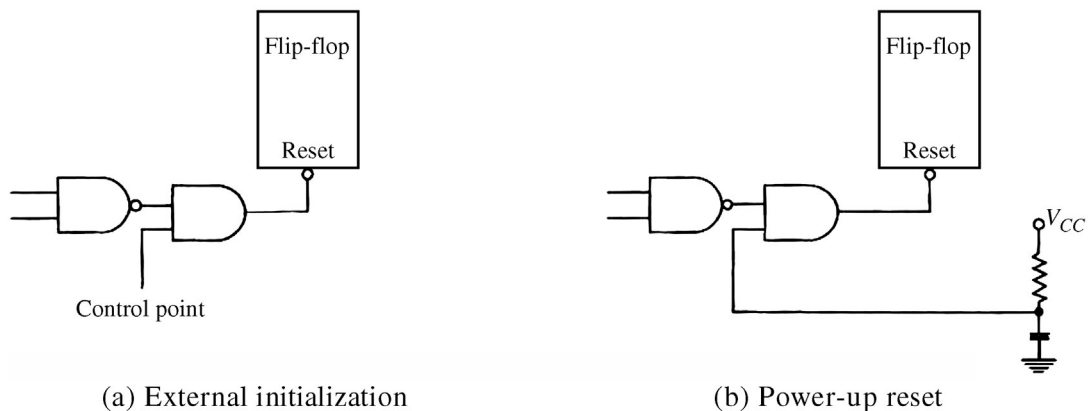 Flip-flop
Reset
Control point
(a) External initialization
Flip-flop
Reset
VCC
(b) Power-up reset